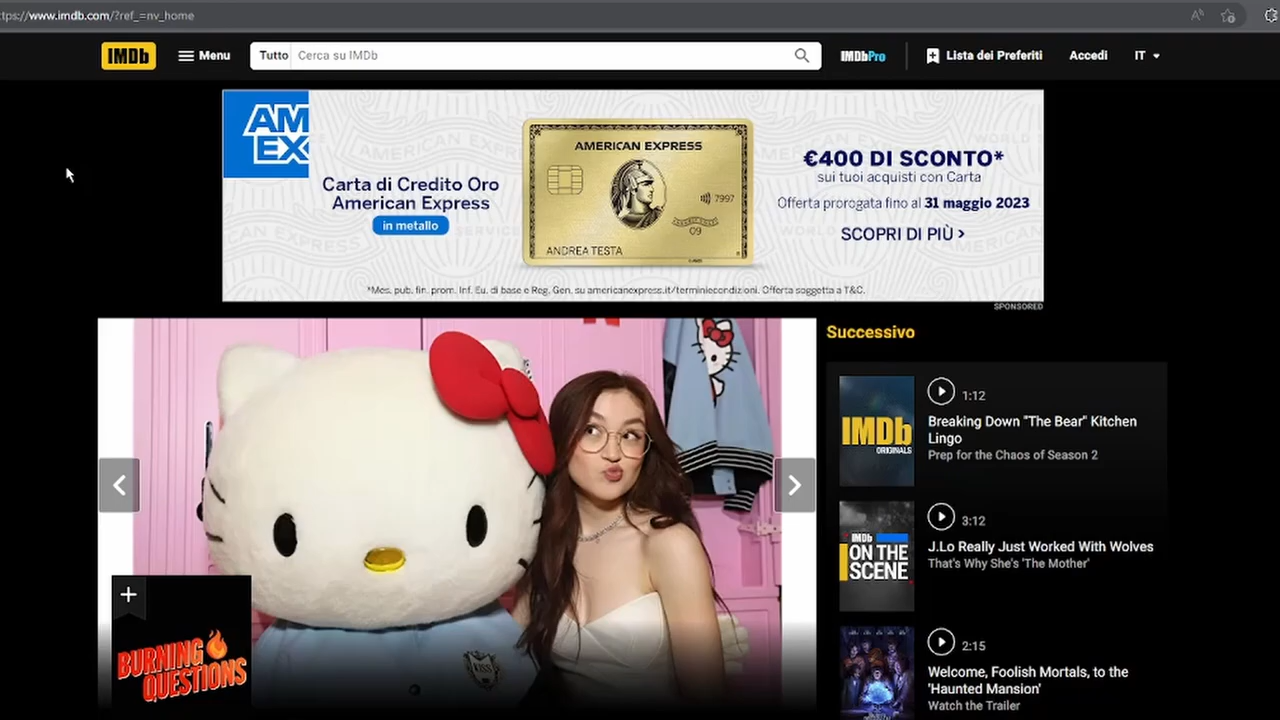 ttps://www.imdb.com/?ref_=nv_home
IMDb
Menu
Tutto
Cerca su IMDb
IMDbPro
Lista dei Preferiti
Accedi
IT
AM
EX
Carta di Credito Oro
American Express
in metallo
AMERICAN EXPRESS
7997
09
ANDREA TESTA
€400 DI SCONTO*
sui tuoi acquisti con Carta
Offerta prorogata fino al 31 maggio 2023
SCOPRI DI PIÙ >
*Mes. pub. fin. prom. Inf. Eu. di base e Reg. Gen. su americanexpress.it/terminiecondizioni. Offerta soggetta a T&C.
SPONSORED
BURNING
QUESTIONS
Successivo
IMDb
ORIGINALS
1:12
Breaking Down "The Bear" Kitchen
Lingo
Prep for the Chaos of Season 2
IMDb
ON THE
SCENE
3:12
J.Lo Really Just Worked With Wolves
That's Why She's 'The Mother'
2:15
Welcome, Foolish Mortals, to the
'Haunted Mansion'
Watch the Trailer